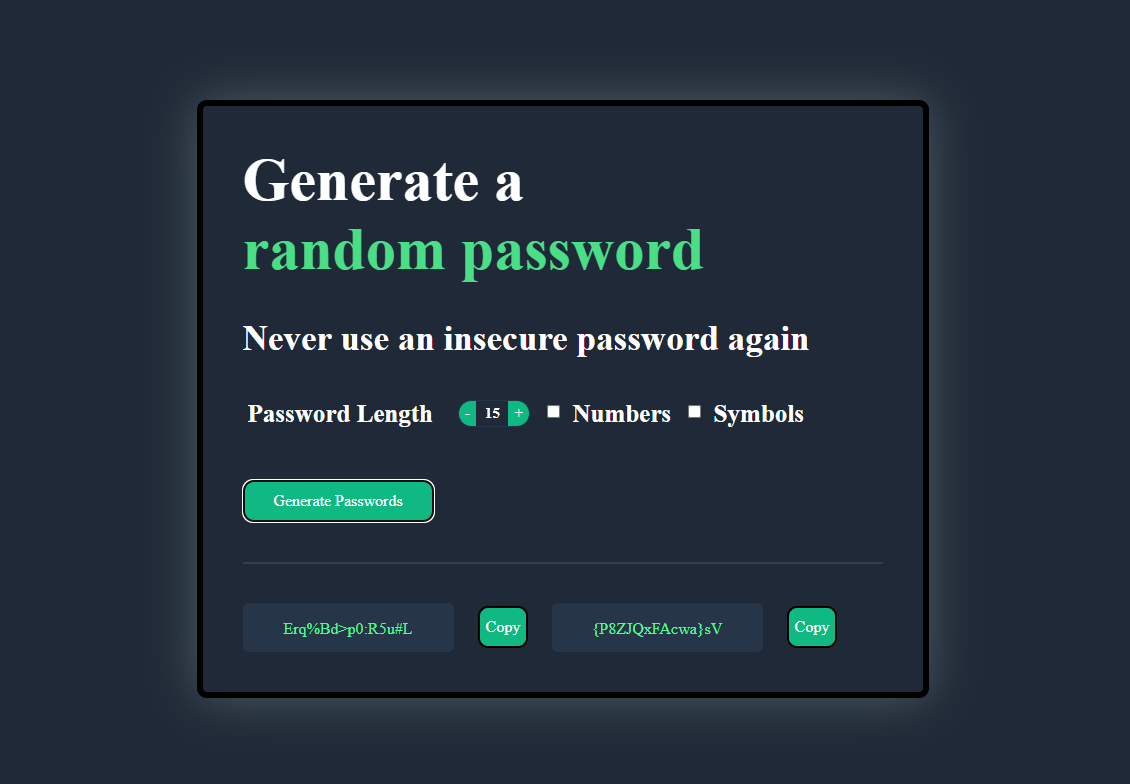 Generate a
random password
Never use an insecure password again
Password Length - 15 + Numbers Symbols
Generate Passwords
Erq%Bd>p0:R5u#L Copy {P8ZJQxFAcwa}sV Copy